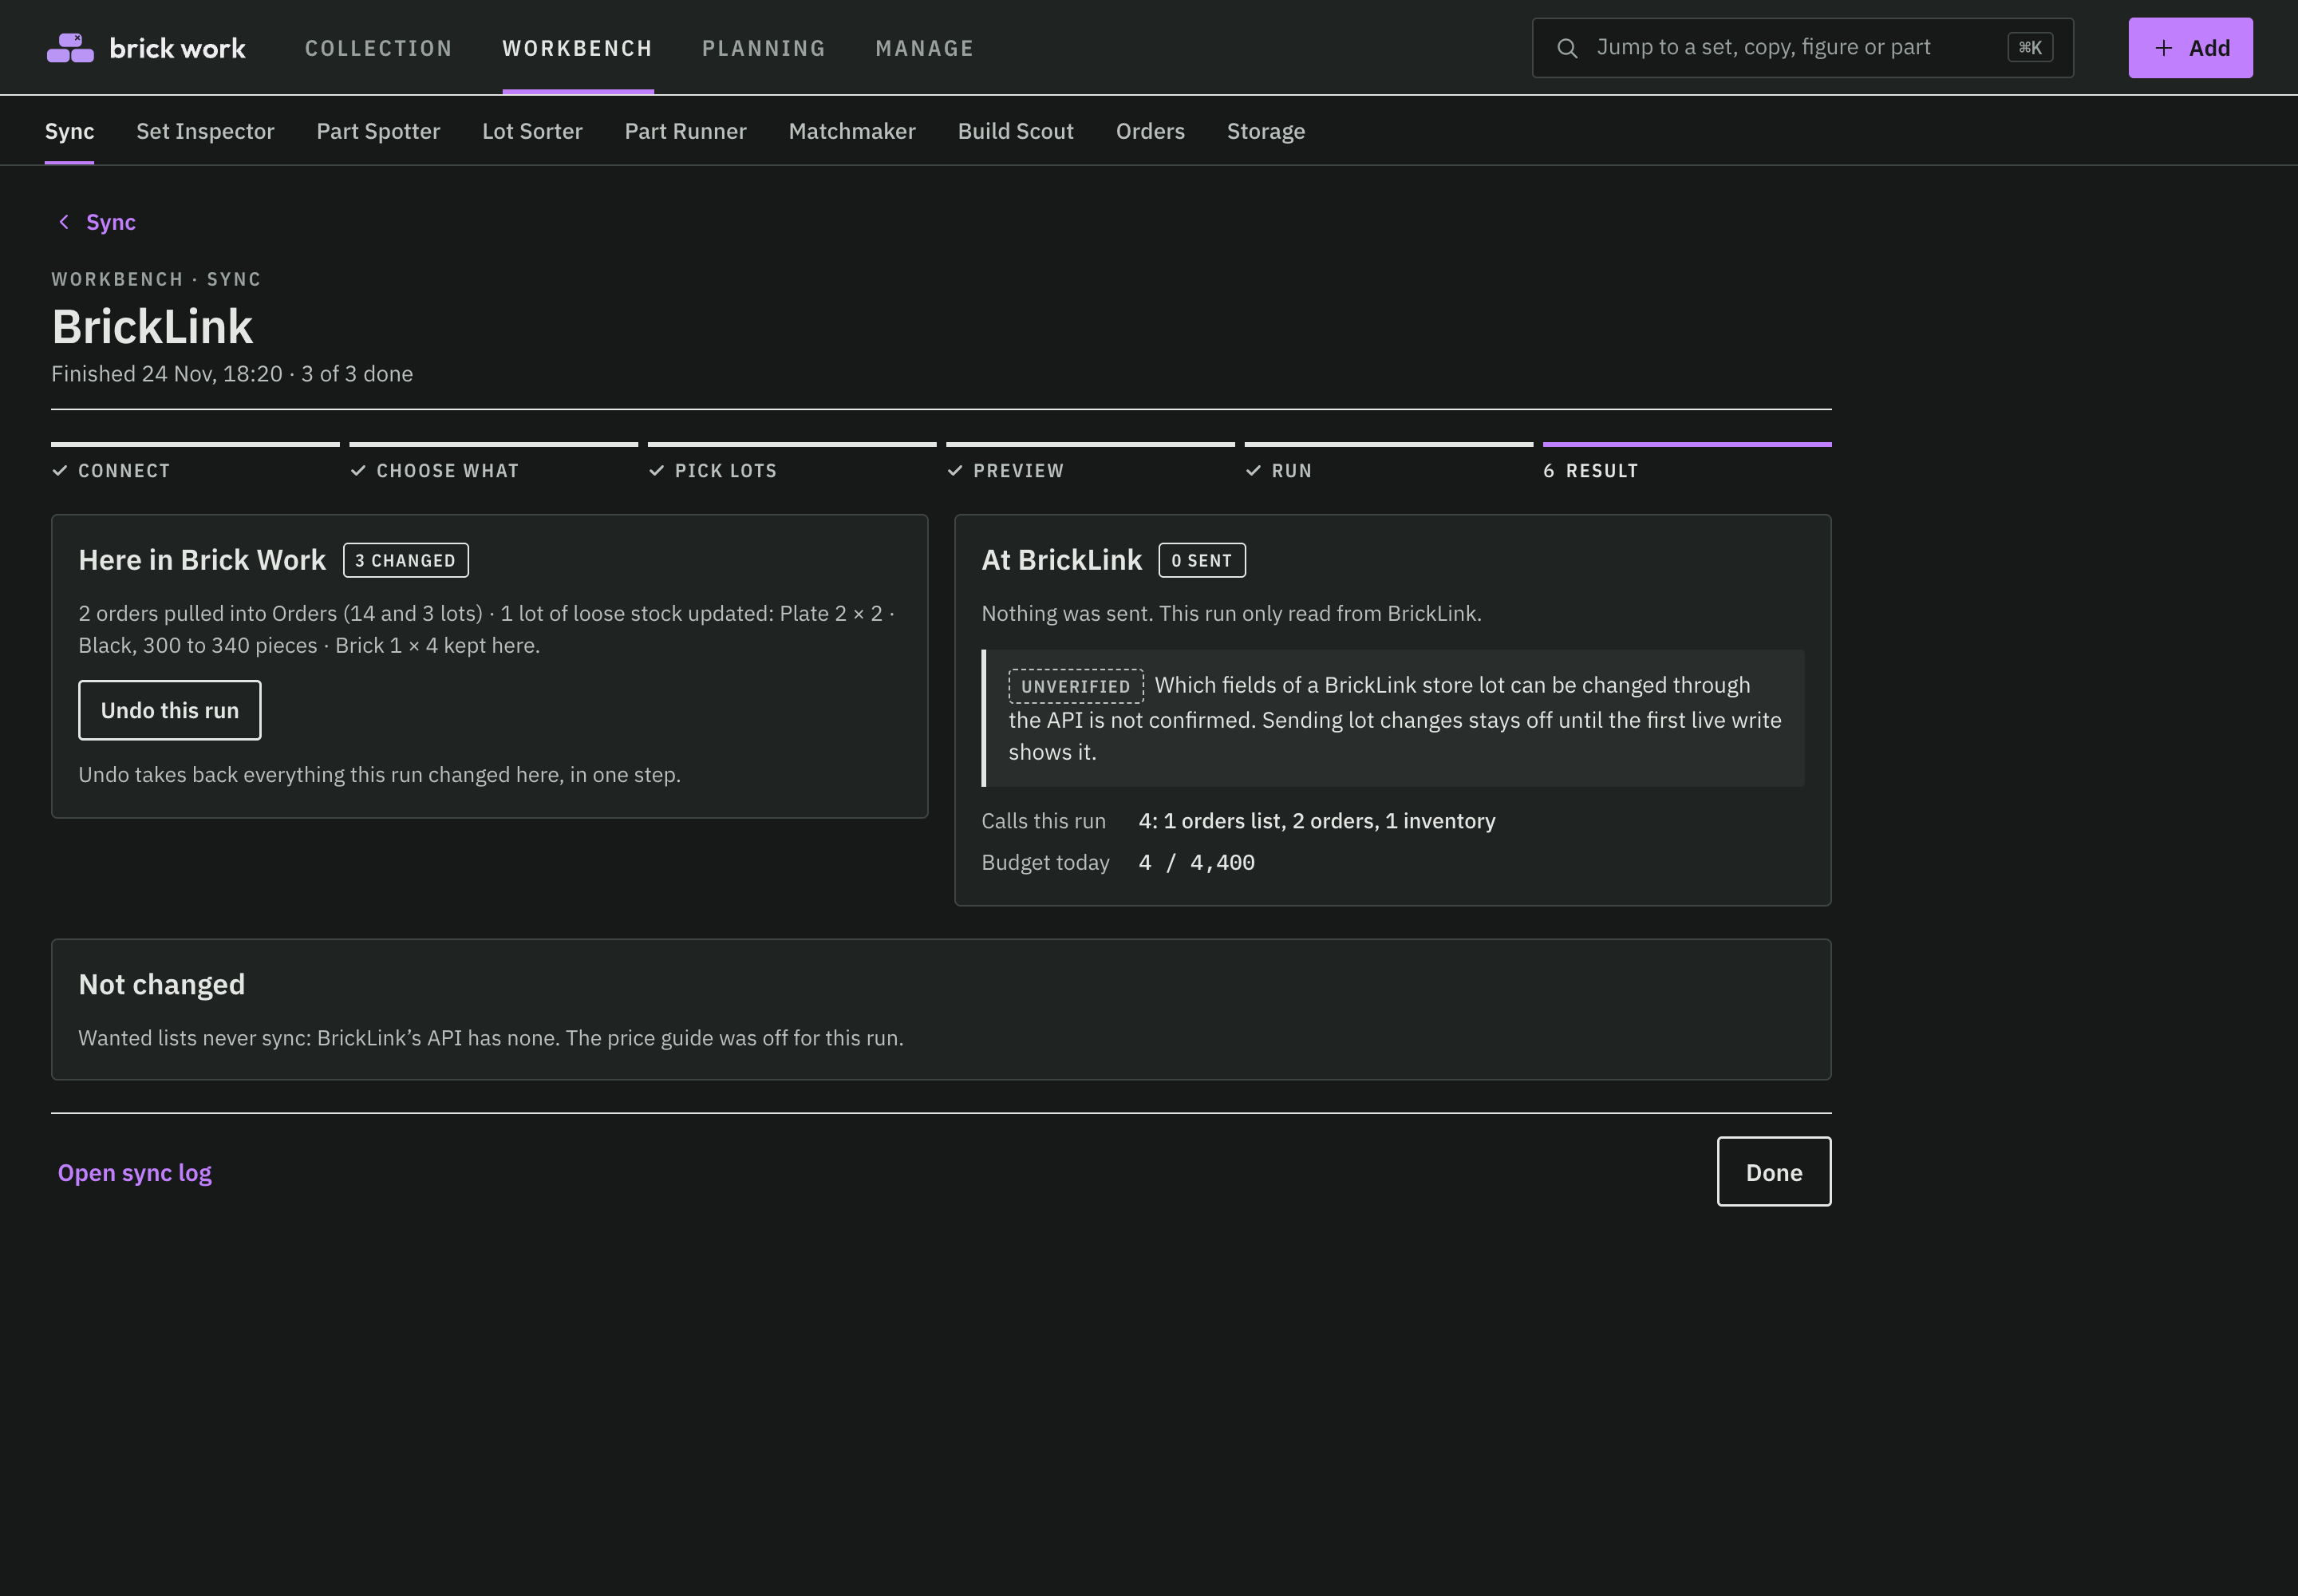 brick work
COLLECTION
WORKBENCH
PLANNING
MANAGE
Jump to a set, copy, figure or part
⌘K
+ Add
Sync
Set Inspector
Part Spotter
Lot Sorter
Part Runner
Matchmaker
Build Scout
Orders
Storage
Sync
WORKBENCH · SYNC
BrickLink
Finished 24 Nov, 18:20 · 3 of 3 done
CONNECT
CHOOSE WHAT
PICK LOTS
PREVIEW
RUN
6 RESULT
Here in Brick Work
3 CHANGED
2 orders pulled into Orders (14 and 3 lots) · 1 lot of loose stock updated: Plate 2 × 2 ·
Black, 300 to 340 pieces · Brick 1 × 4 kept here.
Undo this run
Undo takes back everything this run changed here, in one step.
At BrickLink
0 SENT
Nothing was sent. This run only read from BrickLink.
UNVERIFIED Which fields of a BrickLink store lot can be changed through
the API is not confirmed. Sending lot changes stays off until the first live write
shows it.
Calls this run 4: 1 orders list, 2 orders, 1 inventory
Budget today 4 / 4,400
Not changed
Wanted lists never sync: BrickLink’s API has none. The price guide was off for this run.
Open sync log
Done